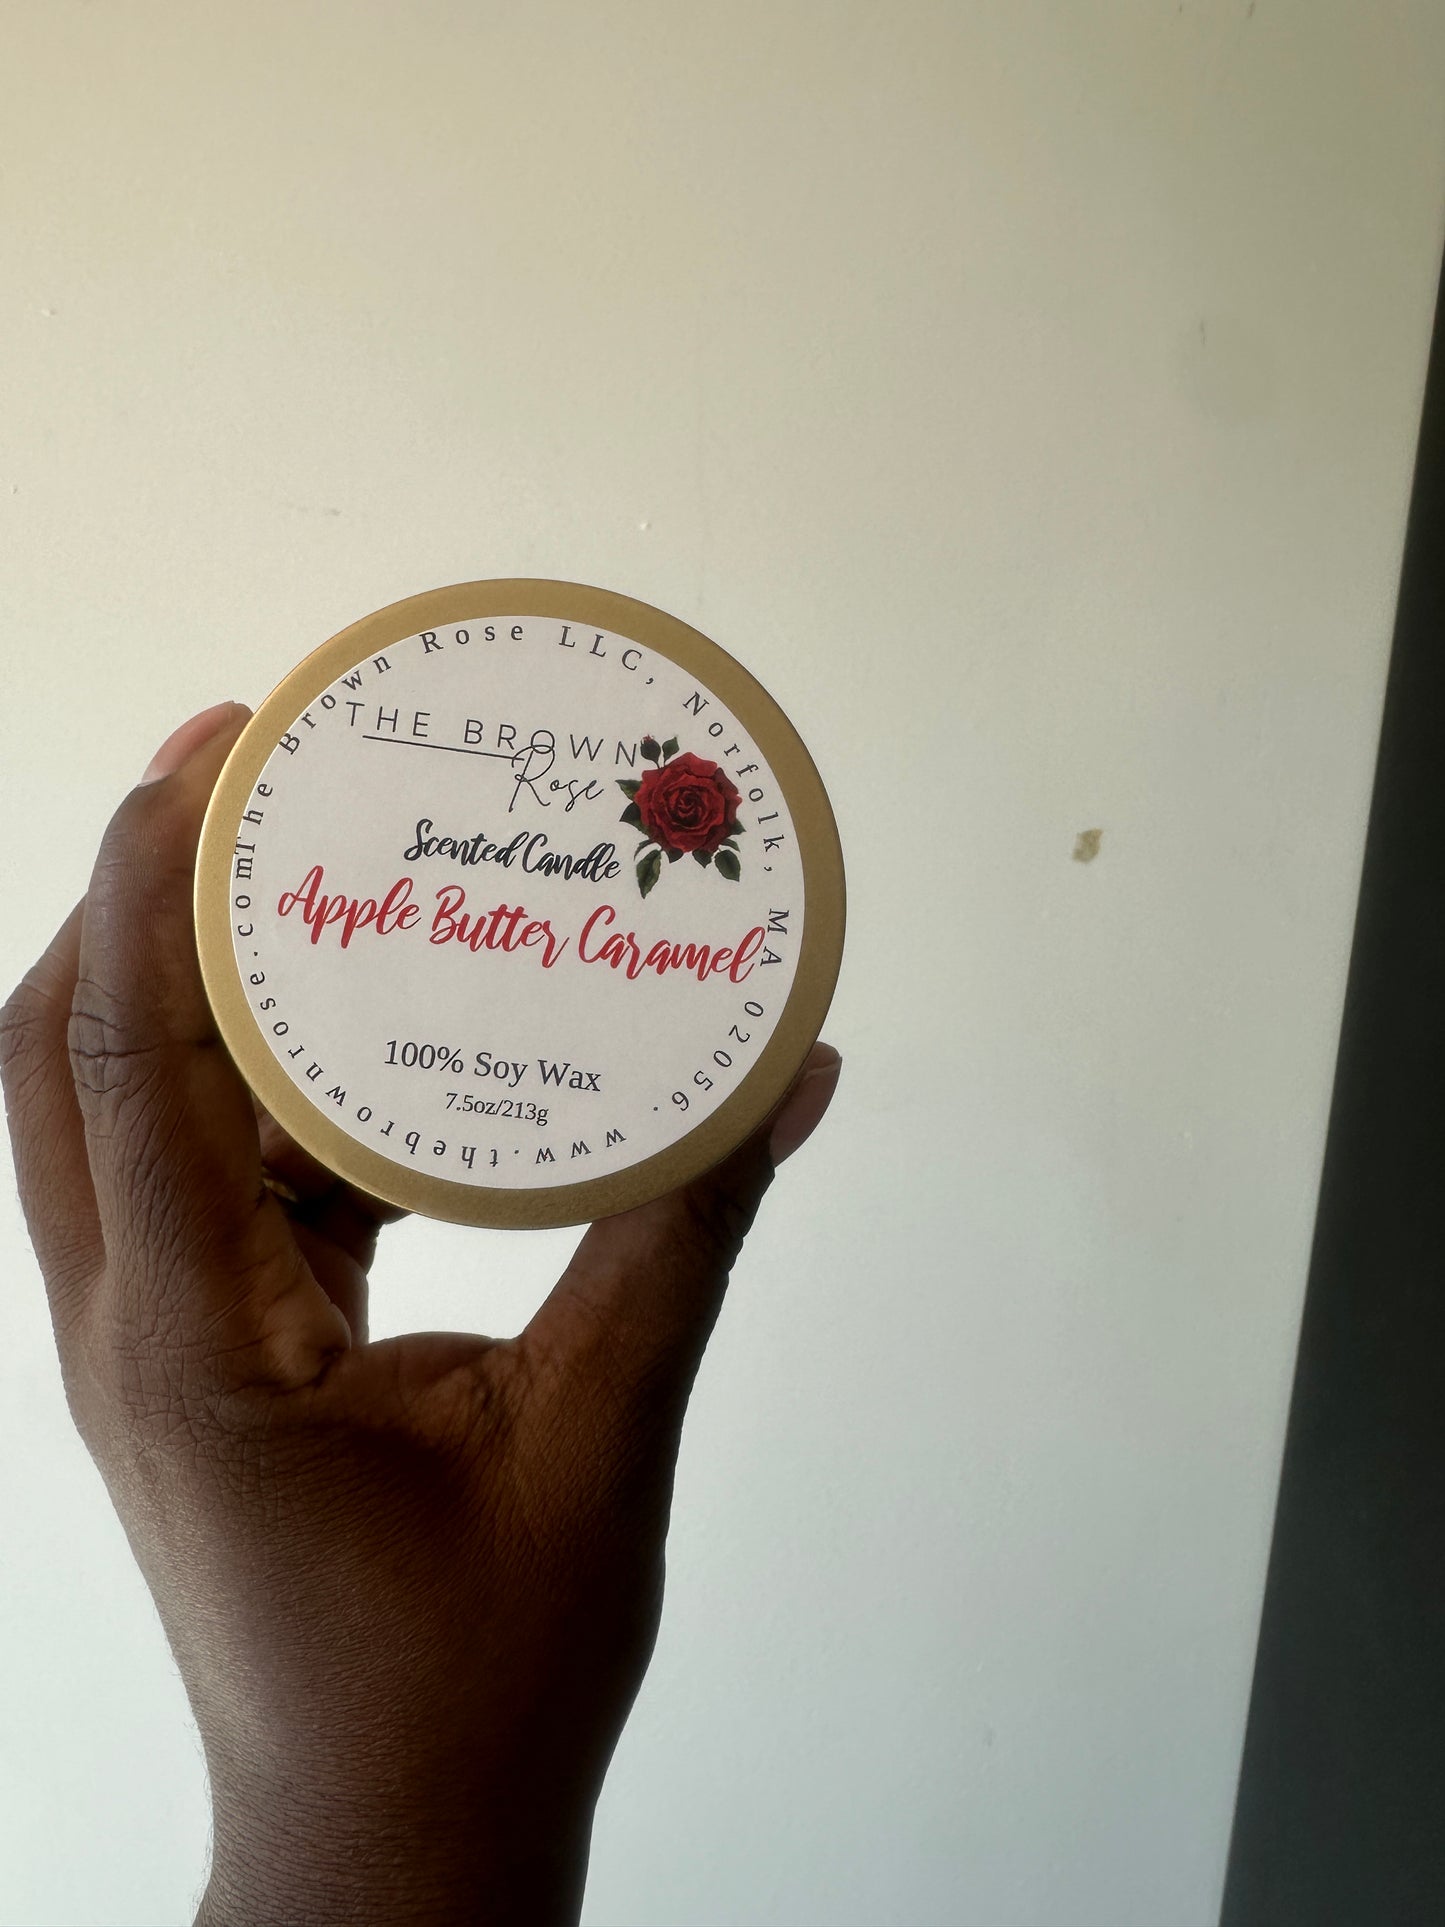 The Brown Rose LLC, Norfolk, MA 02056. www.thebrownrose.com
THE BROWN
Rose
Scented Candle
Apple Butter Caramel
100% Soy Wax
7.5oz/213g